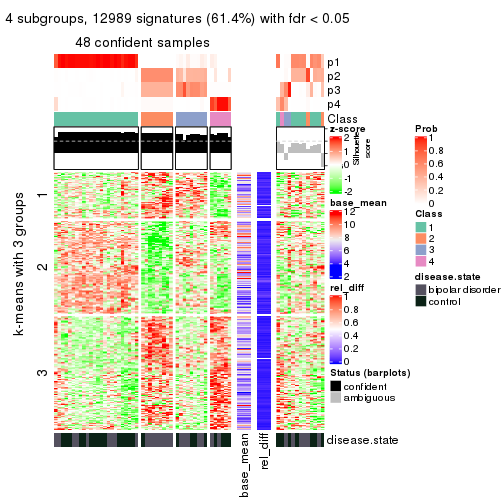 4 subgroups, 12989 signatures (61.4%) with fdr < 0.05
48 confident samples
p1
p2
p3
p4
Class
k-means with 3 groups
1
2
3
z-score
2
1
0
-1
-2
Silhouette score
base_mean
12
10
8
6
4
2
rel_diff
1
0.8
0.6
0.4
0.2
0
Status (barplots)
confident
ambiguous
Prob
1
0.8
0.6
0.4
0.2
0
Class
1
2
3
4
disease.state
bipolar disorder
control
disease.state
base_mean
rel_diff